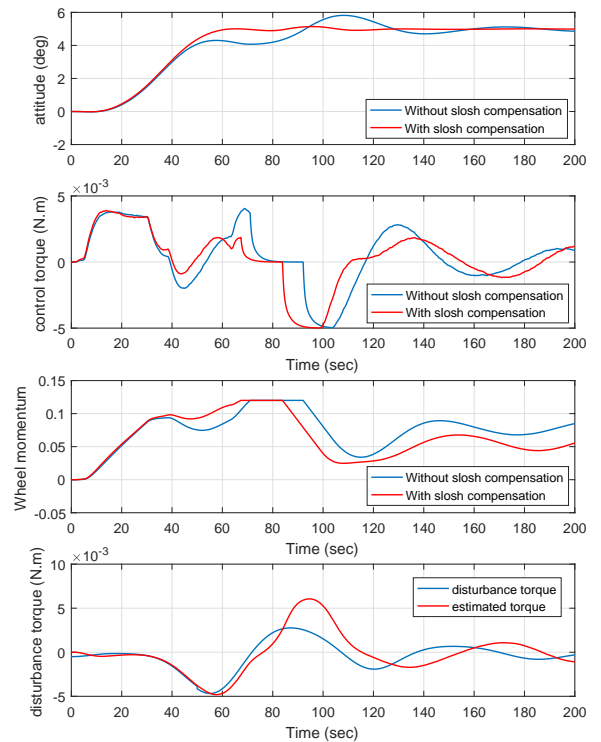 6
4
2
0
-2
attitude (deg)
0 20 40 60 80 100 120 140 160 180 200
Without slosh compensation
With slosh compensation
×10-3
5
0
-5
control torque (N.m)
0 20 40 60 80 100 120 140 160 180 200
Time (sec)
Without slosh compensation
With slosh compensation
0.15
0.1
0.05
0
-0.05
Wheel momentum
0 20 40 60 80 100 120 140 160 180 200
Time (sec)
Without slosh compensation
With slosh compensation
×10-3
10
5
0
-5
disturbance torque (N.m)
0 20 40 60 80 100 120 140 160 180 200
Time (sec)
disturbance torque
estimated torque